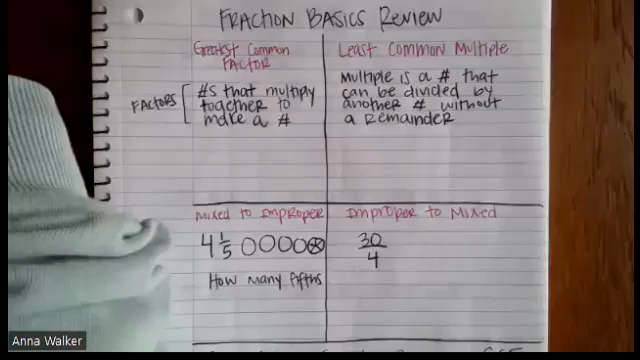 FRACTION BASICS REVIEW
Greatest Common
FACTOR
Least Common Multiple
FACTORS
#s that multiply
together to
make a #
Multiple is a # that
can be divided by
another # without
a remainder
Mixed to Improper
Improper to Mixed
4 1/5
30
4
How many fifths
Anna Walker